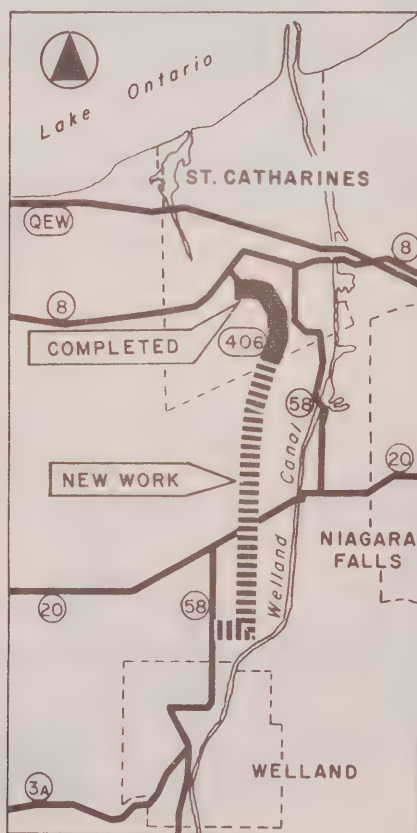 Lake Ontario
ST. CATHARINES
QEW
8
8
COMPLETED
406
58
NEW WORK
Welland Canal
20
NIAGARA
FALLS
20
58
WELLAND
3A